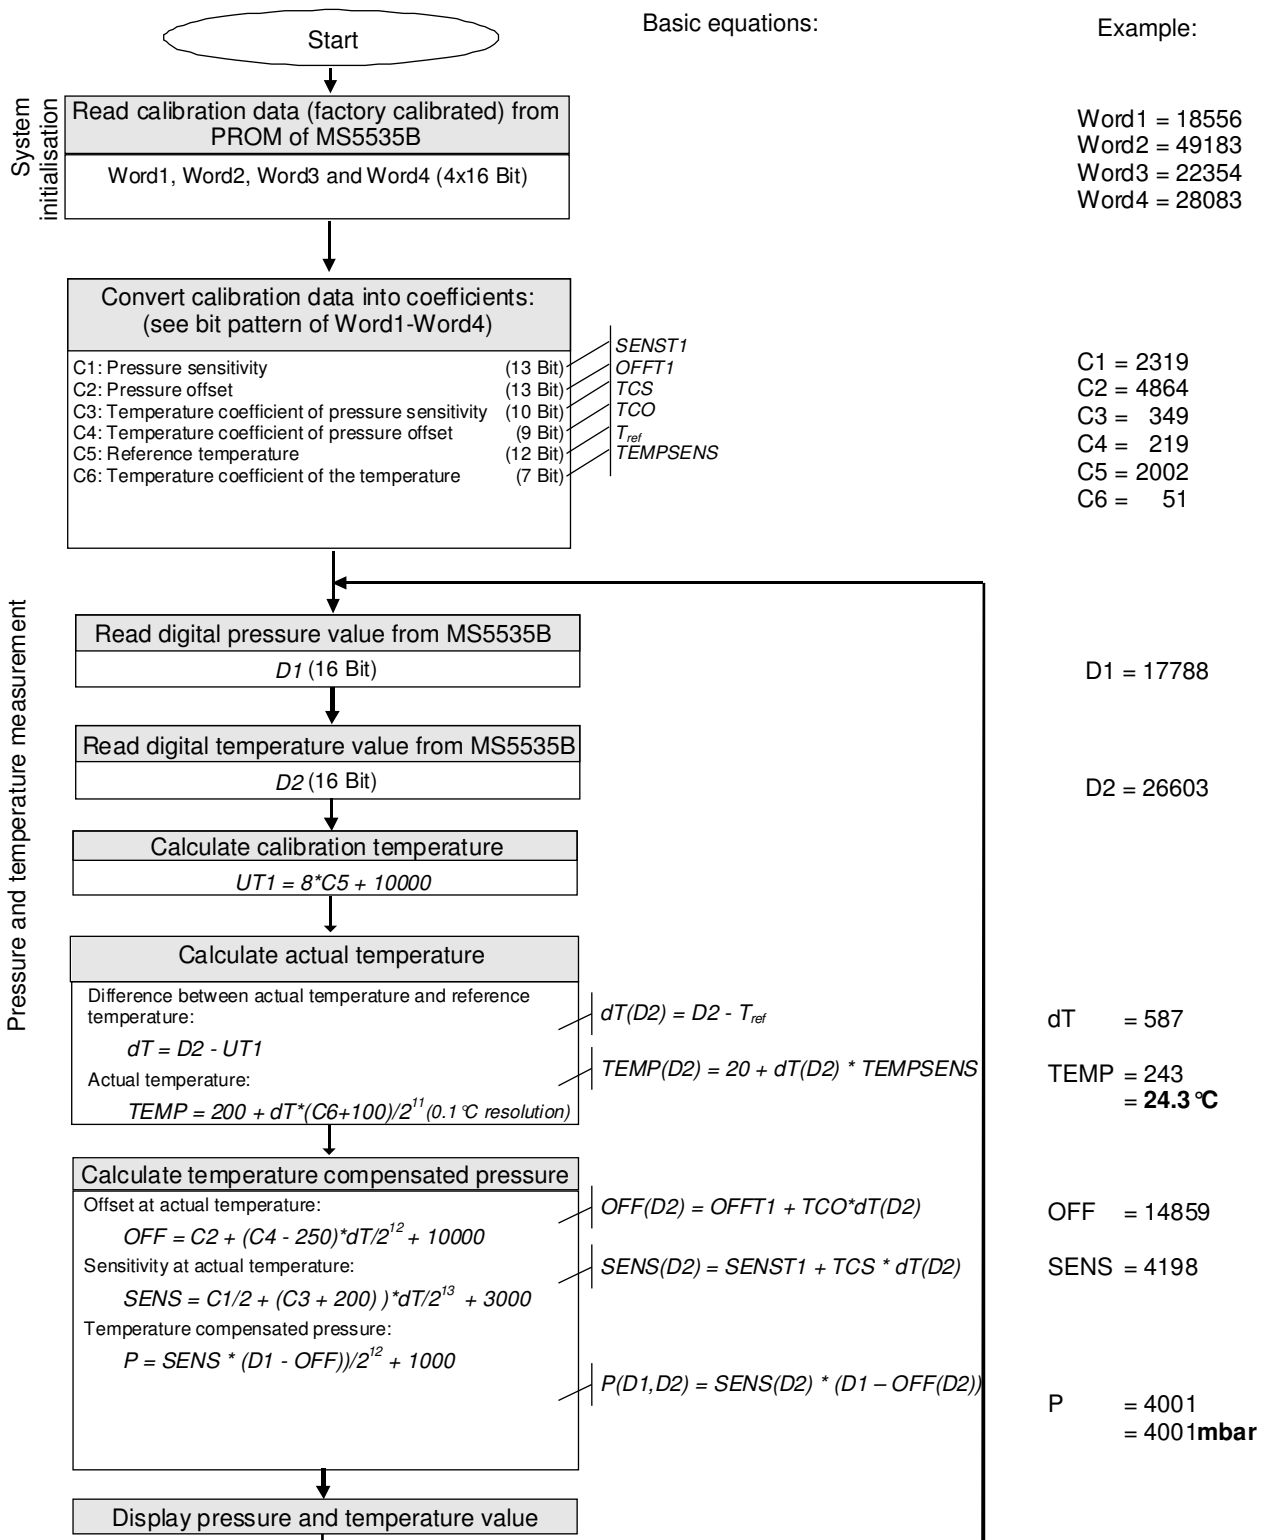 Start
Basic equations:
Example:
System
initialisation
Read calibration data (factory calibrated) from
PROM of MS5535B
Word1, Word2, Word3 and Word4 (4x16 Bit)
Word1 = 18556
Word2 = 49183
Word3 = 22354
Word4 = 28083
Convert calibration data into coefficients:
(see bit pattern of Word1-Word4)
C1: Pressure sensitivity (13 Bit) SENST1
C2: Pressure offset (13 Bit) OFFT1
C3: Temperature coefficient of pressure sensitivity (10 Bit) TCS
C4: Temperature coefficient of pressure offset (9 Bit) TCO
C5: Reference temperature (12 Bit) Tref
C6: Temperature coefficient of the temperature (7 Bit) TEMPSENS
C1 = 2319
C2 = 4864
C3 = 349
C4 = 219
C5 = 2002
C6 = 51
Pressure and temperature measurement
Read digital pressure value from MS5535B
D1 (16 Bit)
D1 = 17788
Read digital temperature value from MS5535B
D2 (16 Bit)
D2 = 26603
Calculate calibration temperature
UT1 = 8*C5 + 10000
Calculate actual temperature
Difference between actual temperature and reference
temperature:
dT = D2 - UT1
dT(D2) = D2 - Tref
dT = 587
Actual temperature:
TEMP = 200 + dT*(C6+100)/2^11 (0.1°C resolution)
TEMP(D2) = 20 + dT(D2) * TEMPSENS
TEMP = 243
= 24.3°C
Calculate temperature compensated pressure
Offset at actual temperature:
OFF = C2 + (C4 - 250)*dT/2^12 + 10000
OFF(D2) = OFFT1 + TCO*dT(D2)
OFF = 14859
Sensitivity at actual temperature:
SENS = C1/2 + (C3 + 200) )*dT/2^13 + 3000
SENS(D2) = SENST1 + TCS * dT(D2)
SENS = 4198
Temperature compensated pressure:
P = SENS * (D1 - OFF))/2^12 + 1000
P(D1,D2) = SENS(D2) * (D1 – OFF(D2))
P = 4001
= 4001mbar
Display pressure and temperature value